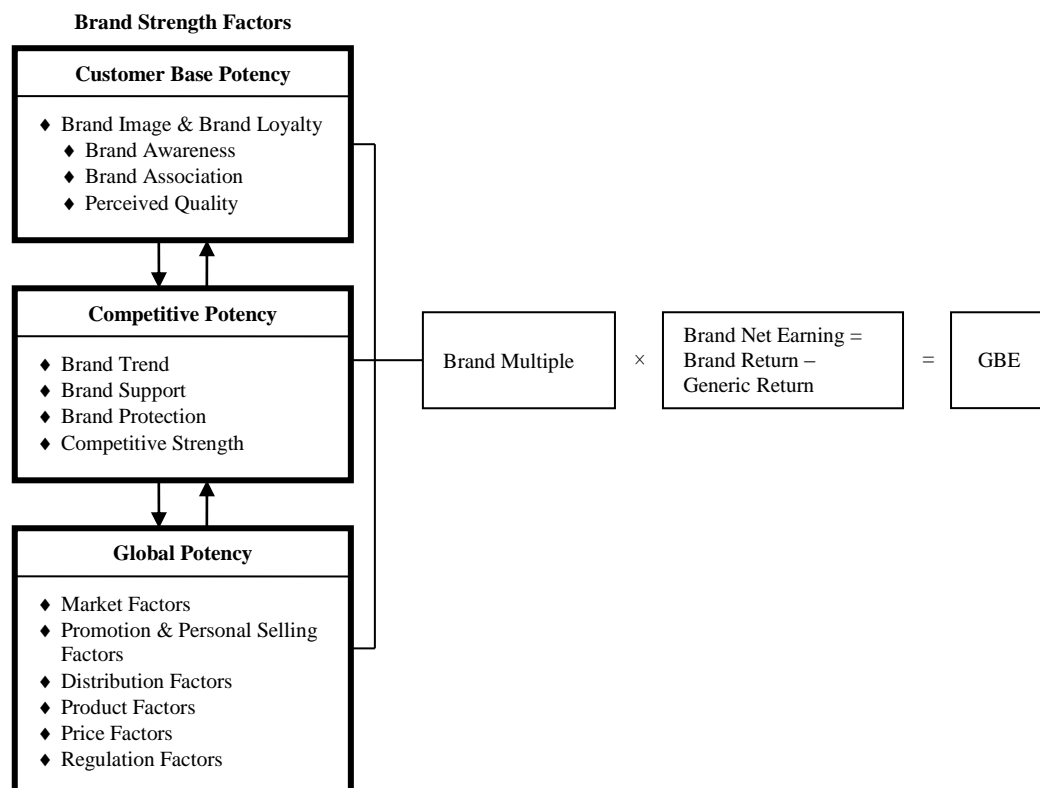 Brand Strength Factors
Customer Base Potency
♦ Brand Image & Brand Loyalty
♦ Brand Awareness
♦ Brand Association
♦ Perceived Quality
Competitive Potency
♦ Brand Trend
♦ Brand Support
♦ Brand Protection
♦ Competitive Strength
Global Potency
♦ Market Factors
♦ Promotion & Personal Selling
Factors
♦ Distribution Factors
♦ Product Factors
♦ Price Factors
♦ Regulation Factors
Brand Multiple
×
Brand Net Earning =
Brand Return –
Generic Return
=
GBE